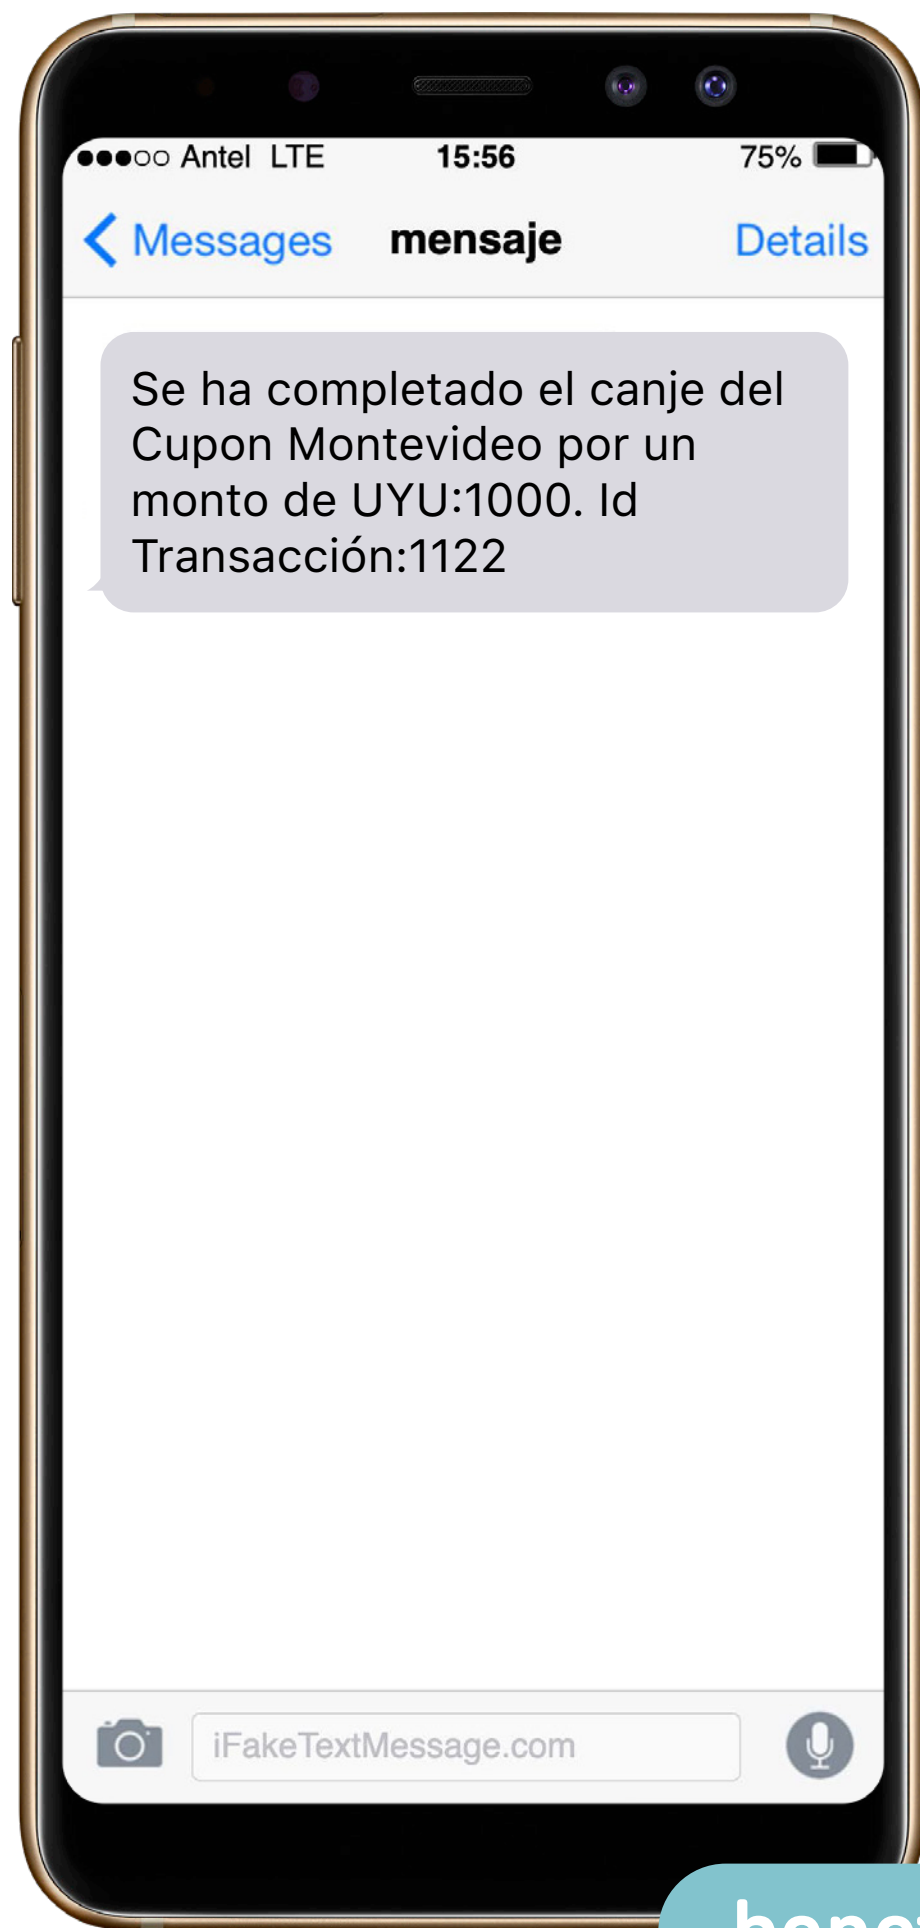 Antel LTE 15:56 75%
Messages mensaje Details
Se ha completado el canje del
Cupon Montevideo por un
monto de UYU:1000. Id
Transacción:1122
iFakeTextMessage.com